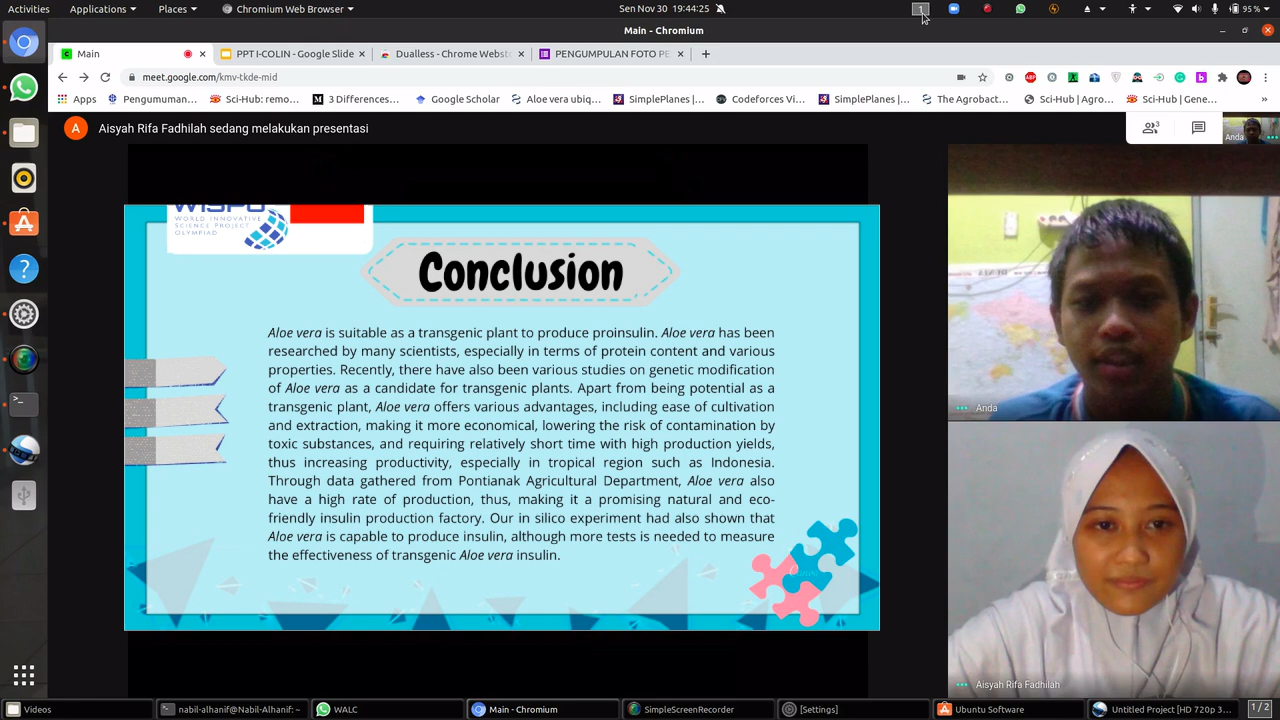 Activities
Applications
Places
Chromium Web Browser
Sen Nov 30 19:44:25
1
95 %
Main - Chromium
Main
PPT I-COLIN - Google Slide
Dualless - Chrome Webst
PENGUMPULAN FOTO PE
meet.google.com/kmv-tkde-mid
Apps
Pengumuman...
Sci-Hub: remo...
3 Differences...
Google Scholar
Aloe vera ubiq...
SimplePlanes |...
Codeforces Vi...
SimplePlanes |...
The Agrobact...
Sci-Hub | Agro...
Sci-Hub | Gene...
»
A
Aisyah Rifa Fadhilah sedang melakukan presentasi
3
Anda
WISPO
WORLD INNOVATIVE
SCIENCE PROJECT
OLYMPIAD
Conclusion
Aloe vera is suitable as a transgenic plant to produce proinsulin. Aloe vera has been
researched by many scientists, especially in terms of protein content and various
properties. Recently, there have also been various studies on genetic modification
of Aloe vera as a candidate for transgenic plants. Apart from being potential as a
transgenic plant, Aloe vera offers various advantages, including ease of cultivation
and extraction, making it more economical, lowering the risk of contamination by
toxic substances, and requiring relatively short time with high production yields,
thus increasing productivity, especially in tropical region such as Indonesia.
Through data gathered from Pontianak Agricultural Department, Aloe vera also
have a high rate of production, thus, making it a promising natural and eco-
friendly insulin production factory. Our in silico experiment had also shown that
Aloe vera is capable to produce insulin, although more tests is needed to measure
the effectiveness of transgenic Aloe vera insulin.
Anda
Aisyah Rifa Fadhilah
Videos
nabil-alhanif@Nabil-Alhanif: ~
WALC
Main - Chromium
SimpleScreenRecorder
[Settings]
Ubuntu Software
Untitled Project [HD 720p 3...
1 / 2